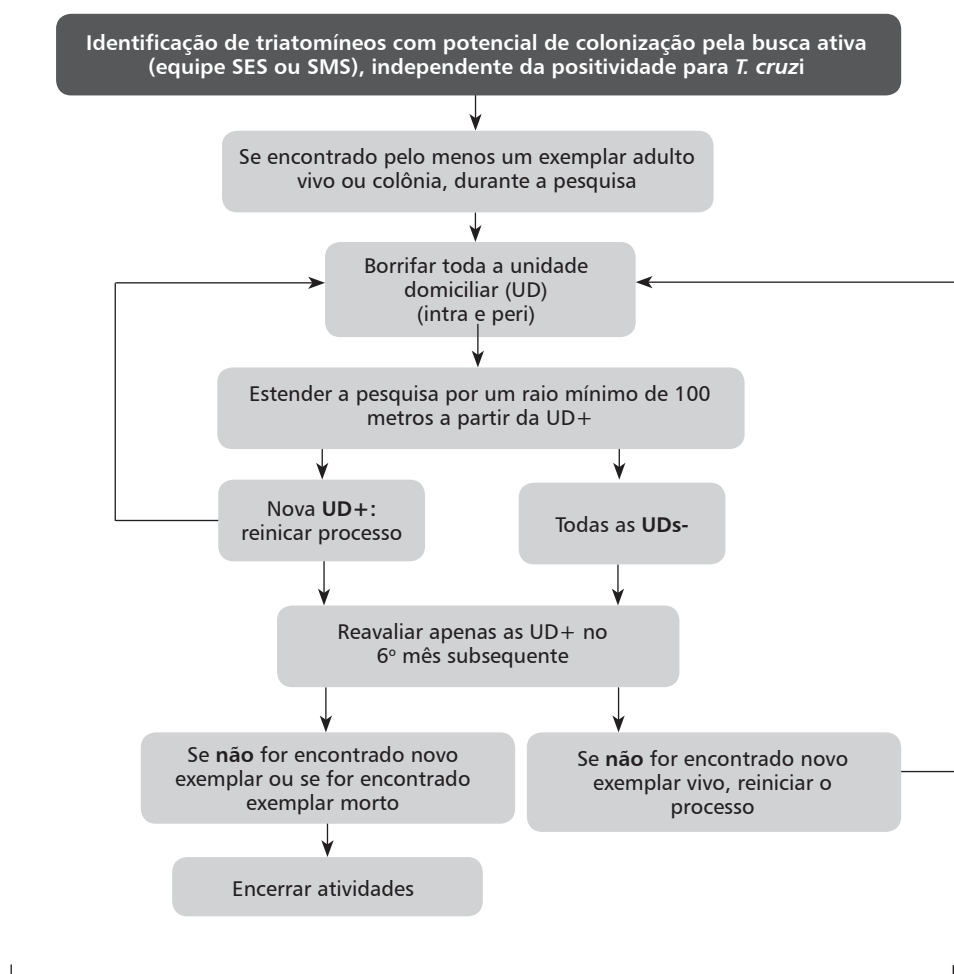 Identificação de triatomíneos com potencial de colonização pela busca ativa
(equipe SES ou SMS), independente da positividade para T. cruzi
Se encontrado pelo menos um exemplar adulto
vivo ou colônia, durante a pesquisa
Borrifar toda a unidade
domiciliar (UD)
(intra e peri)
Estender a pesquisa por um raio mínimo de 100
metros a partir da UD+
Nova UD+:
reinicar processo
Todas as UDs-
Reavaliar apenas as UD+ no
6º mês subsequente
Se não for encontrado novo
exemplar ou se for encontrado
exemplar morto
Se não for encontrado novo
exemplar vivo, reiniciar o
processo
Encerrar atividades